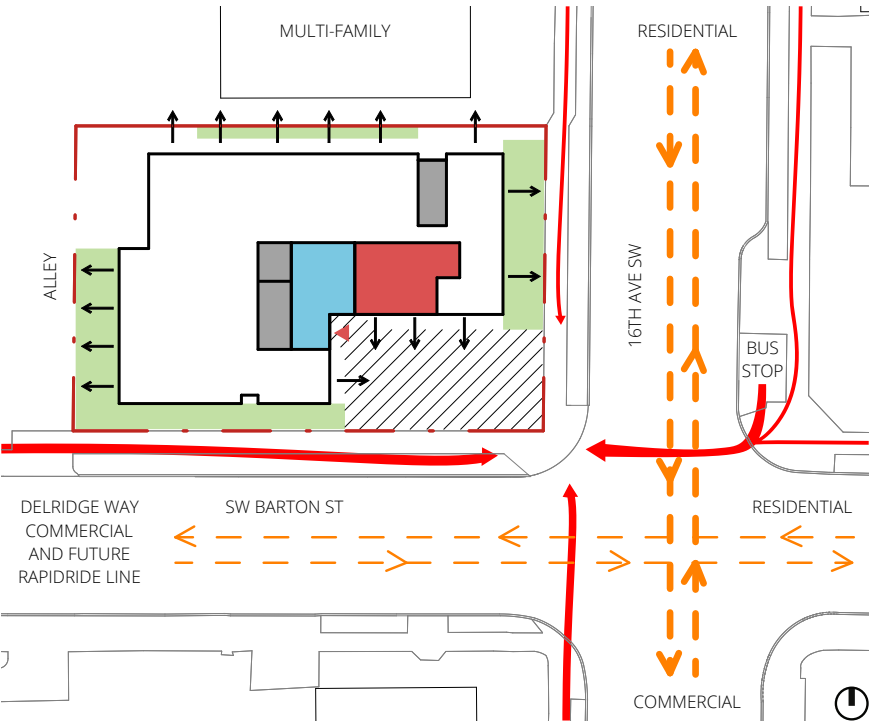 MULTI-FAMILY
RESIDENTIAL
ALLEY
16TH AVE SW
BUS
STOP
DELRIDGE WAY
COMMERCIAL
AND FUTURE
RAPIDRIDE LINE
SW BARTON ST
RESIDENTIAL
COMMERCIAL